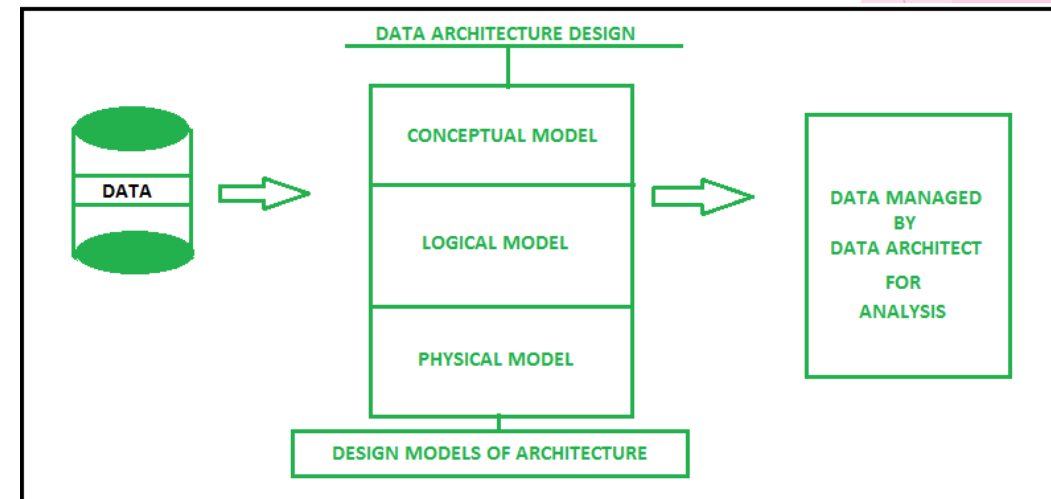 DATA ARCHITECTURE DESIGN
DATA
CONCEPTUAL MODEL
LOGICAL MODEL
PHYSICAL MODEL
DESIGN MODELS OF ARCHITECTURE
DATA MANAGED
BY
DATA ARCHITECT
FOR
ANALYSIS